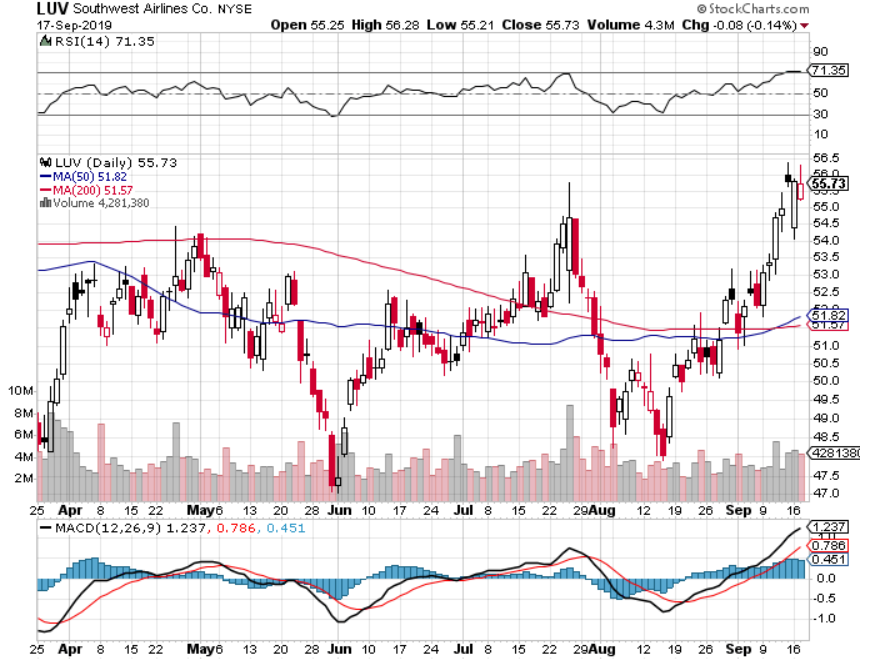 LUV Southwest Airlines Co. NYSE
© StockCharts.com
17-Sep-2019
Open 55.25 High 56.28 Low 55.21 Close 55.73 Volume 4.3M Chg -0.08 (-0.14%)
RSI(14) 71.35
90
71.35
50
30
10
LUV (Daily) 55.73
MA(50) 51.82
MA(200) 51.57
Volume 4,281,380
56.5
56.0
55.73
55.0
54.5
54.0
53.5
53.0
52.5
51.82
51.57
51.0
50.5
50.0
49.5
49.0
48.5
4281380
47.5
47.0
10M
8M
6M
4M
2M
25 Apr 8 15 22 May 6 13 20 28 Jun 10 17 24 Jul 8 15 22 29 Aug 12 19 26 Sep 9 16
MACD(12,26,9) 1.237, 0.786, 0.451
1.237
0.786
0.451
0.0
-0.5
-1.0
25 Apr 8 15 22 May 6 13 20 28 Jun 10 17 24 Jul 8 15 22 29 Aug 12 19 26 Sep 9 16